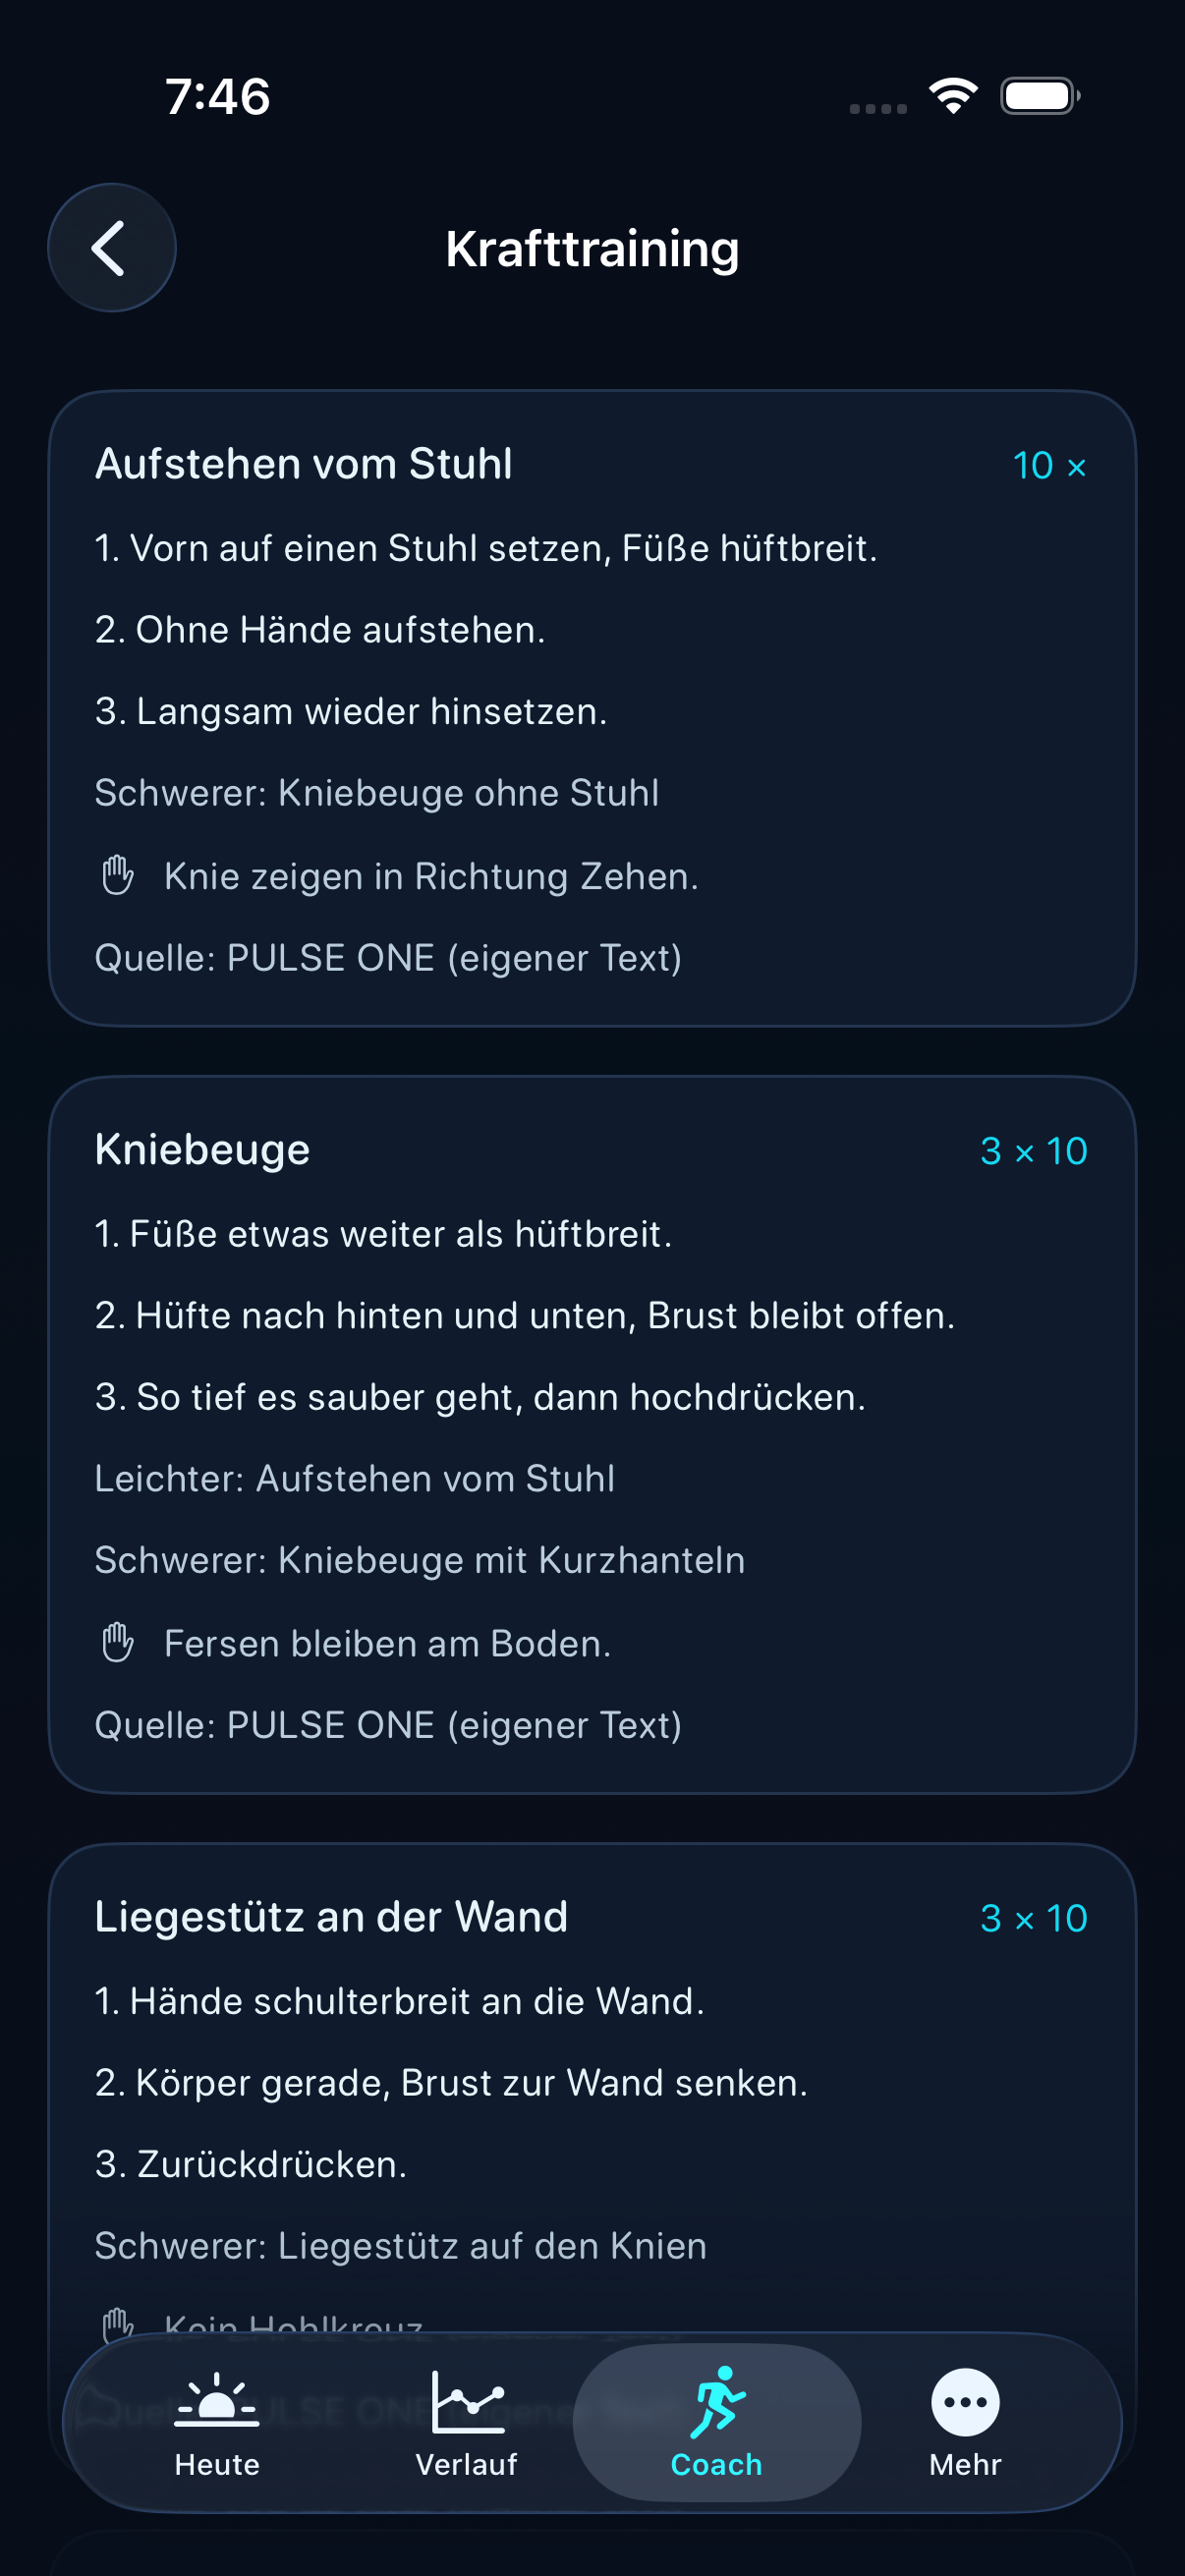 7:46
Krafttraining
Aufstehen vom Stuhl 10 ×
1. Vorn auf einen Stuhl setzen, Füße hüftbreit.
2. Ohne Hände aufstehen.
3. Langsam wieder hinsetzen.
Schwerer: Kniebeuge ohne Stuhl
Knie zeigen in Richtung Zehen.
Quelle: PULSE ONE (eigener Text)
Kniebeuge 3 × 10
1. Füße etwas weiter als hüftbreit.
2. Hüfte nach hinten und unten, Brust bleibt offen.
3. So tief es sauber geht, dann hochdrücken.
Leichter: Aufstehen vom Stuhl
Schwerer: Kniebeuge mit Kurzhanteln
Fersen bleiben am Boden.
Quelle: PULSE ONE (eigener Text)
Liegestütz an der Wand 3 × 10
1. Hände schulterbreit an die Wand.
2. Körper gerade, Brust zur Wand senken.
3. Zurückdrücken.
Schwerer: Liegestütz auf den Knien
Kein Hohlkreuz.
Heute Verlauf Coach Mehr